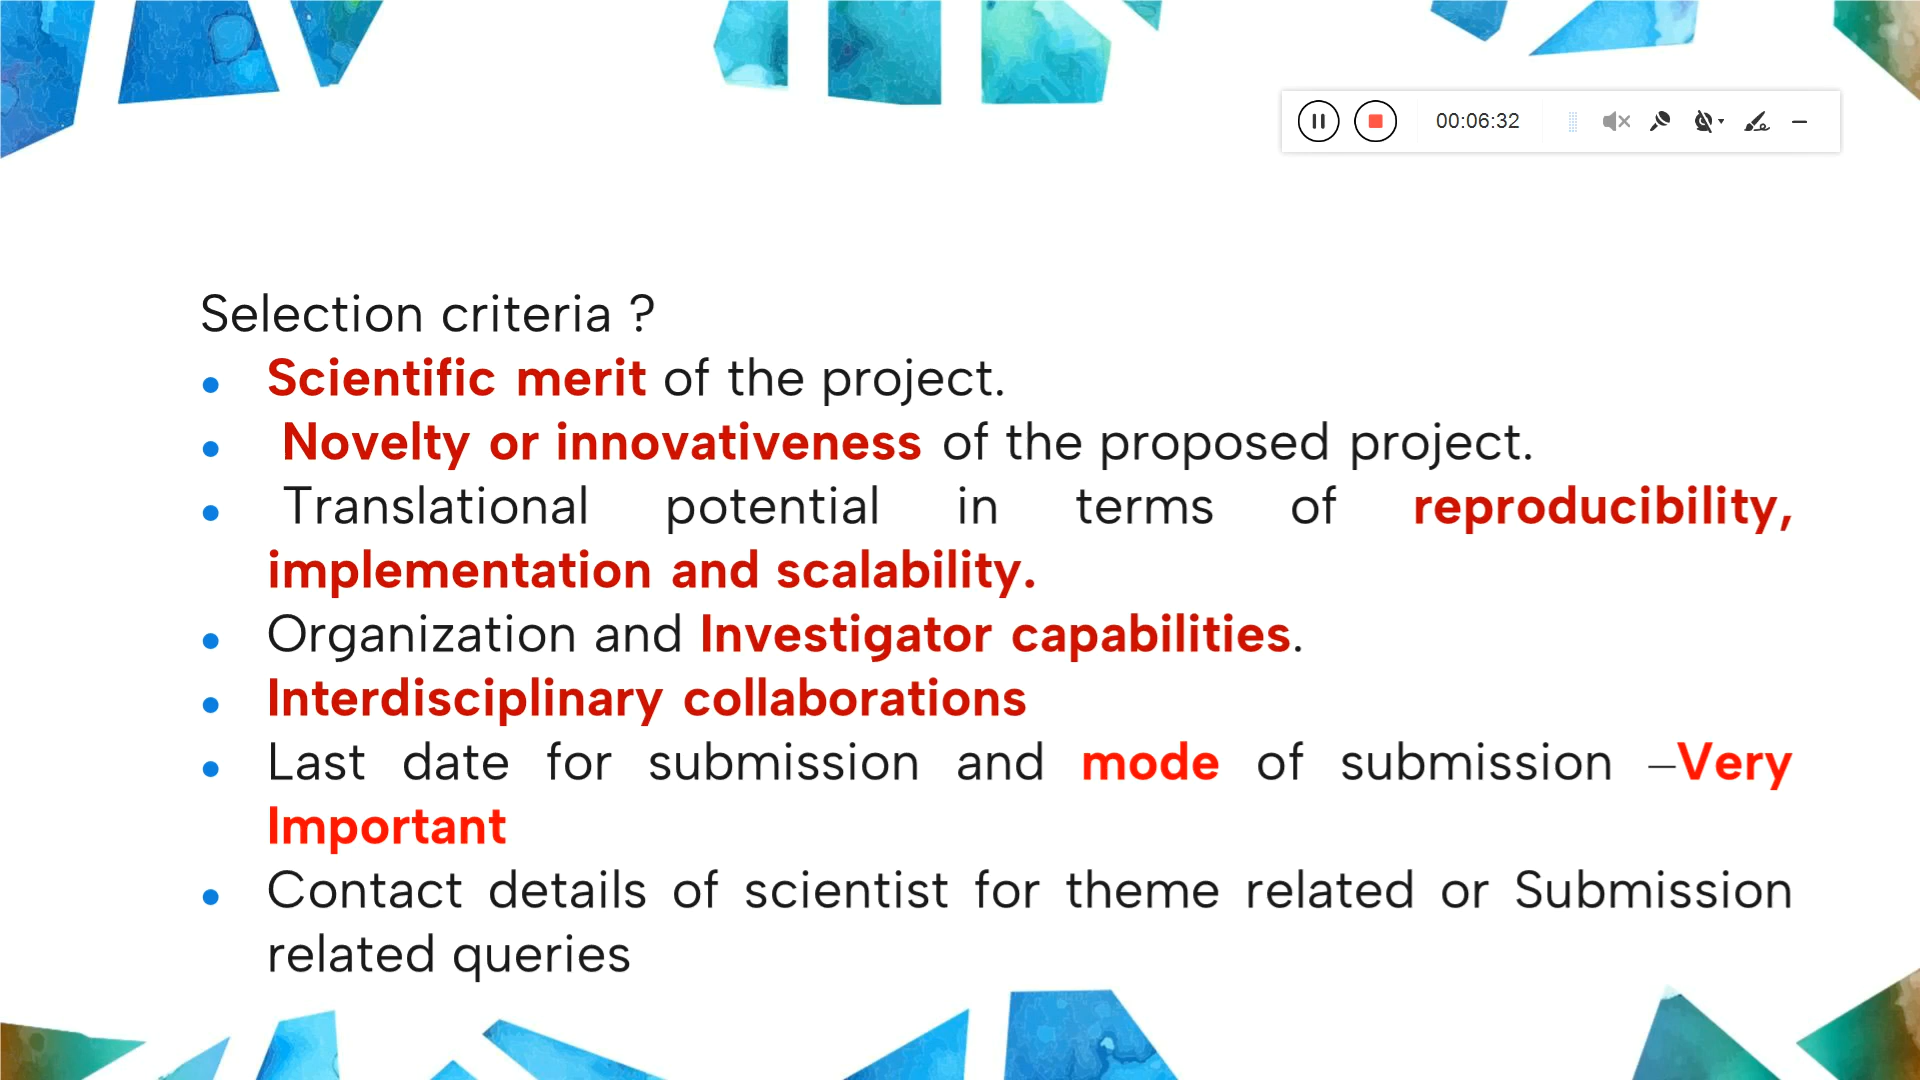 00:06:32
Selection criteria ?
• Scientific merit of the project.
• Novelty or innovativeness of the proposed project.
• Translational potential in terms of reproducibility,
implementation and scalability.
• Organization and Investigator capabilities.
• Interdisciplinary collaborations
• Last date for submission and mode of submission –Very
Important
• Contact details of scientist for theme related or Submission
related queries